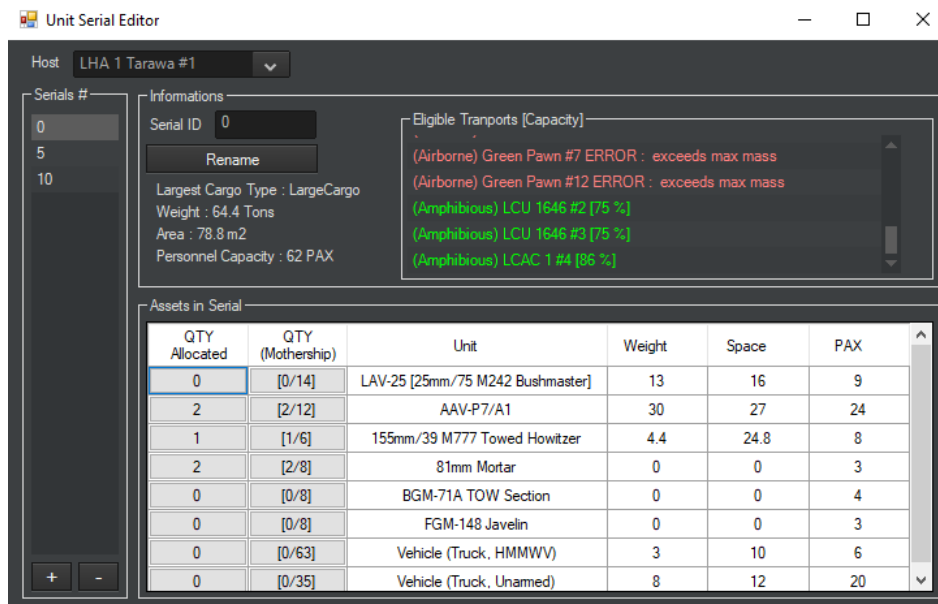 Unit Serial Editor
Host LHA 1 Tarawa #1
Serials #
0
5
10
+ -
Informations
Serial ID 0
Rename
Largest Cargo Type : LargeCargo
Weight : 64.4 Tons
Area : 78.8 m2
Personnel Capacity : 62 PAX
Eligible Tranports [Capacity]
(Airborne) Green Pawn #7 ERROR : exceeds max mass
(Airborne) Green Pawn #12 ERROR : exceeds max mass
(Amphibious) LCU 1646 #2 [75 %]
(Amphibious) LCU 1646 #3 [75 %]
(Amphibious) LCAC 1 #4 [86 %]
Assets in Serial
QTY Allocated QTY (Mothership) Unit Weight Space PAX
0 [0/14] LAV-25 [25mm/75 M242 Bushmaster] 13 16 9
2 [2/12] AAV-P7/A1 30 27 24
1 [1/6] 155mm/39 M777 Towed Howitzer 4.4 24.8 8
2 [2/8] 81mm Mortar 0 0 3
0 [0/8] BGM-71A TOW Section 0 0 4
0 [0/8] FGM-148 Javelin 0 0 3
0 [0/63] Vehicle (Truck, HMMWV) 3 10 6
0 [0/35] Vehicle (Truck, Unarmed) 8 12 20